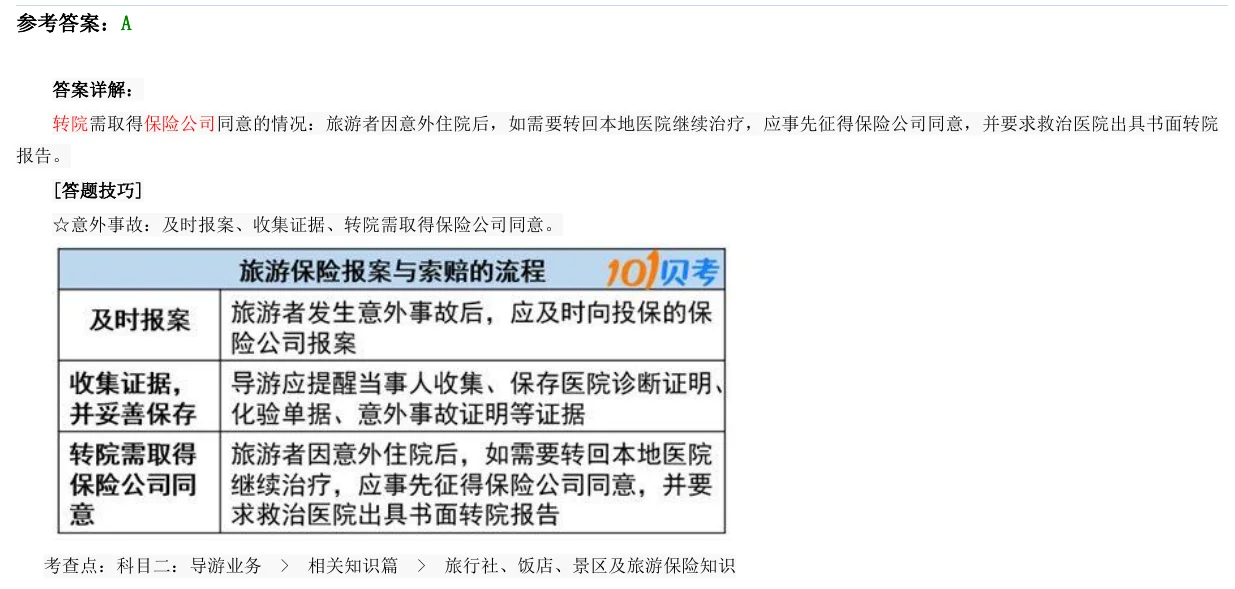 参考答案：A
答案详解：
转院需取得保险公司同意的情况：旅游者因意外住院后，如需要转回本地医院继续治疗，应事先征得保险公司同意，并要求救治医院出具书面转院
报告。
[答题技巧]
☆意外事故：及时报案、收集证据、转院需取得保险公司同意。
旅游保险报案与索赔的流程
101贝考
及时报案
旅游者发生意外事故后，应及时向投保的保
险公司报案
收集证据，
并妥善保存
导游应提醒当事人收集、保存医院诊断证明、
化验单据、意外事故证明等证据
转院需取得
保险公司同
意
旅游者因意外住院后，如需要转回本地医院
继续治疗，应事先征得保险公司同意，并要
求救治医院出具书面转院报告
考查点：科目二：导游业务 > 相关知识篇 > 旅行社、饭店、景区及旅游保险知识